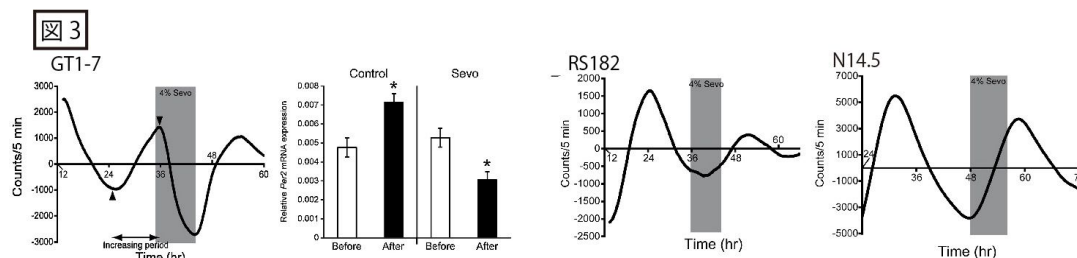 図 3
GT1-7
Counts/5 min
3000
2000
1000
0
-1000
-2000
-3000
12
24
36
48
60
4% Sevo
Increasing period
Time (hr)
Control
Sevo
Relative Per2 mRNA expression
0.008
0.007
0.006
0.005
0.004
0.003
0.002
0.001
0
*
*
Before
After
Before
After
RS182
Counts/5 min
2000
1500
1000
500
0
-500
-1000
-1500
-2000
-2500
12
24
36
48
60
4% Sevo
Time (hr)
N14.5
Counts/5 min
7000
5000
3000
1000
-1000
-3000
-5000
24
36
48
60
4% Sevo
Time (hr)